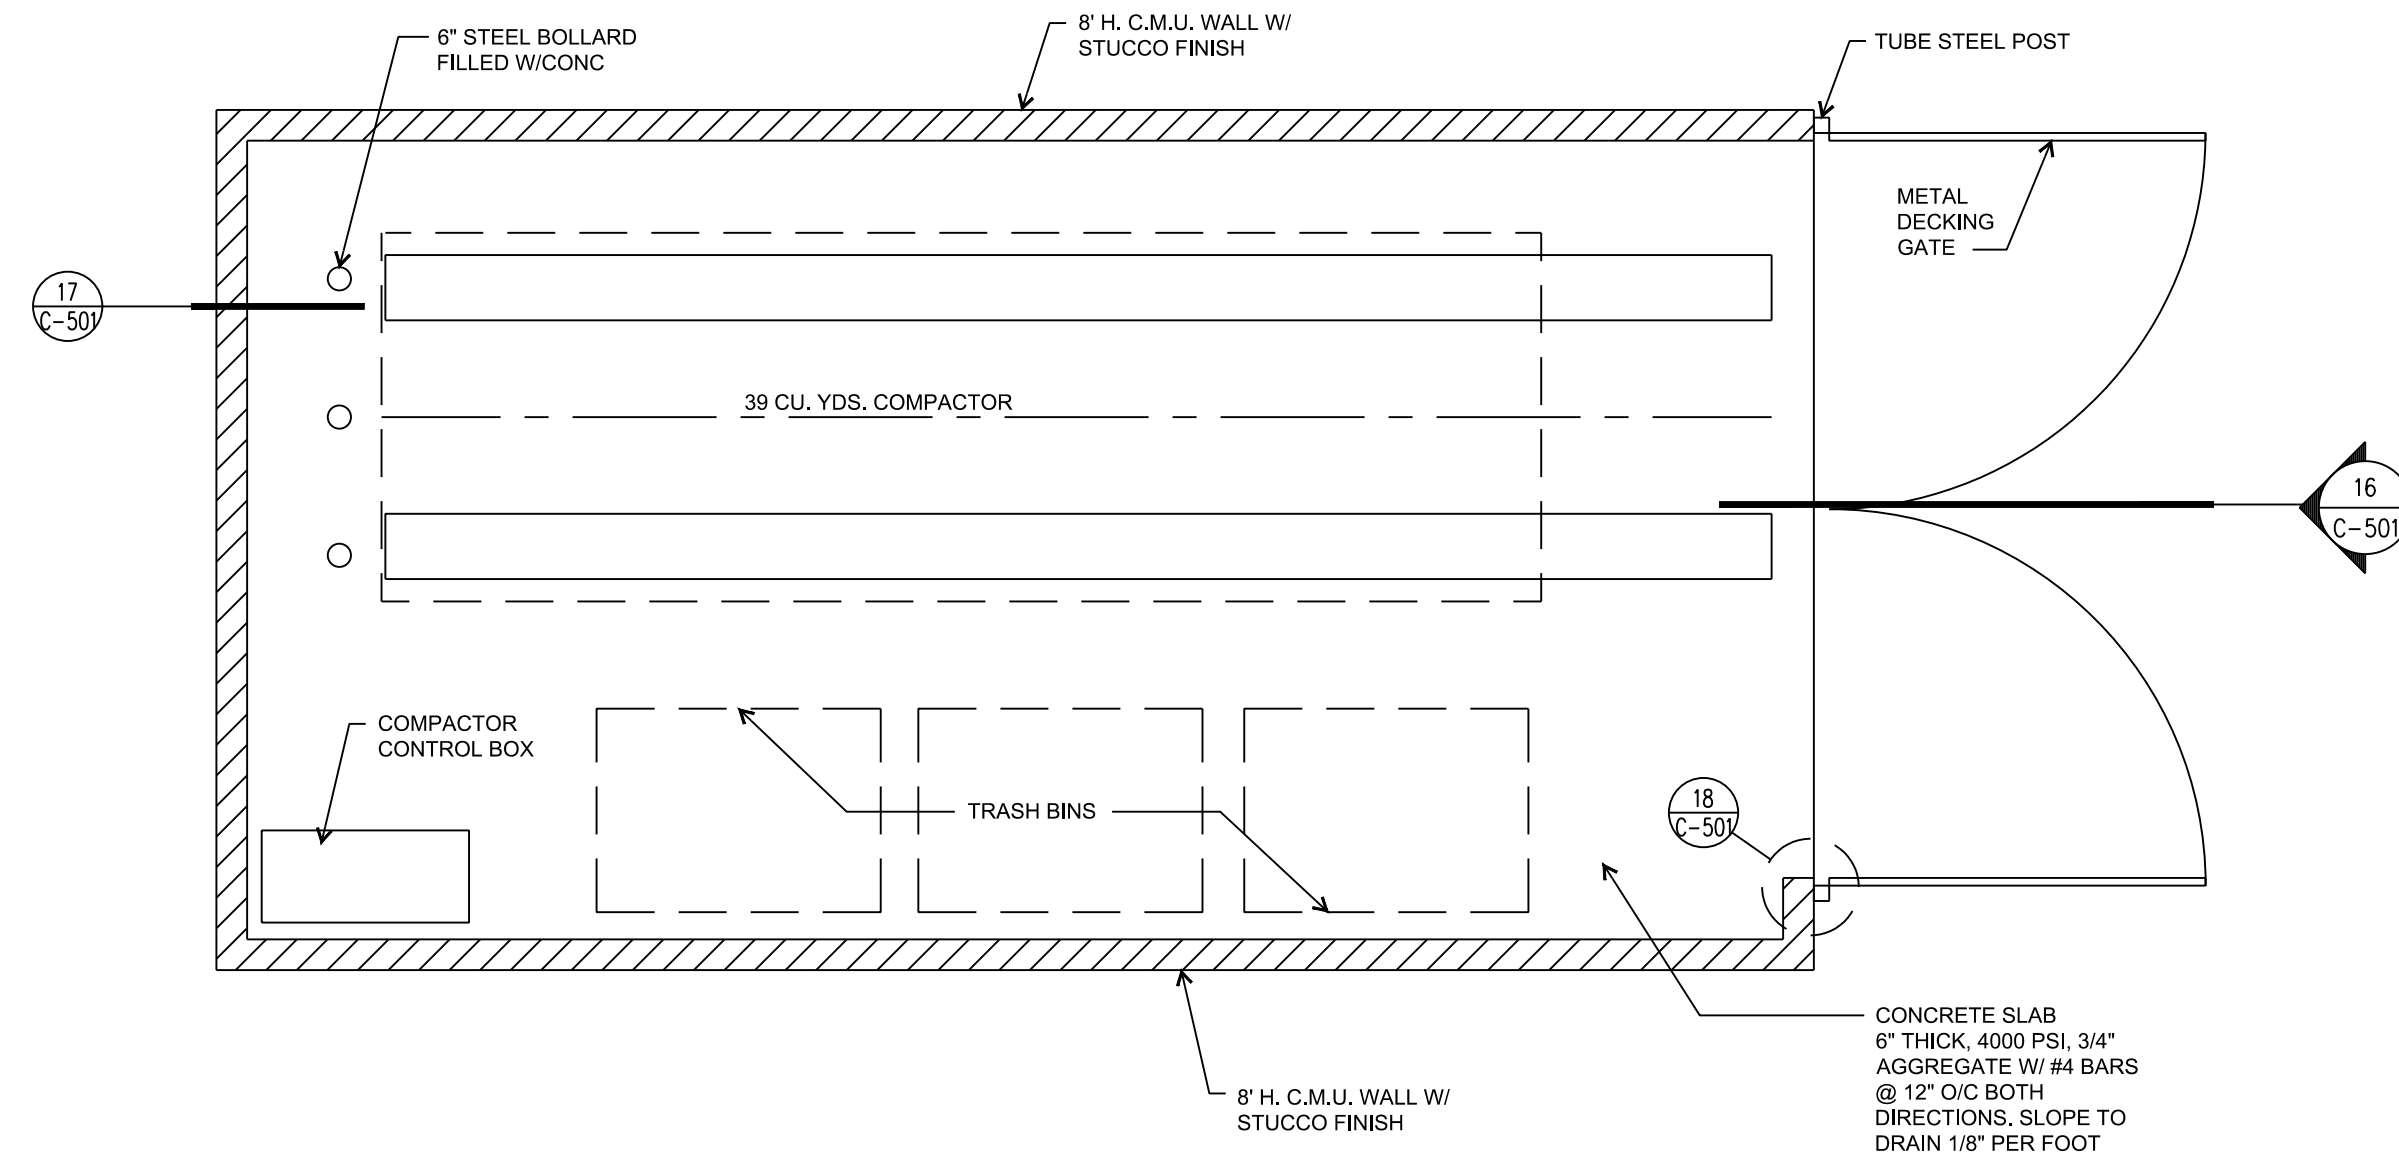 6" STEEL BOLLARD
FILLED W/CONC
8' H. C.M.U. WALL W/
STUCCO FINISH
TUBE STEEL POST
METAL
DECKING
GATE
17
C-501
39 CU. YDS. COMPACTOR
16
C-501
COMPACTOR
CONTROL BOX
TRASH BINS
18
C-501
CONCRETE SLAB
6" THICK, 4000 PSI, 3/4"
AGGREGATE W/ #4 BARS
@ 12" O/C BOTH
DIRECTIONS. SLOPE TO
DRAIN 1/8" PER FOOT
8' H. C.M.U. WALL W/
STUCCO FINISH